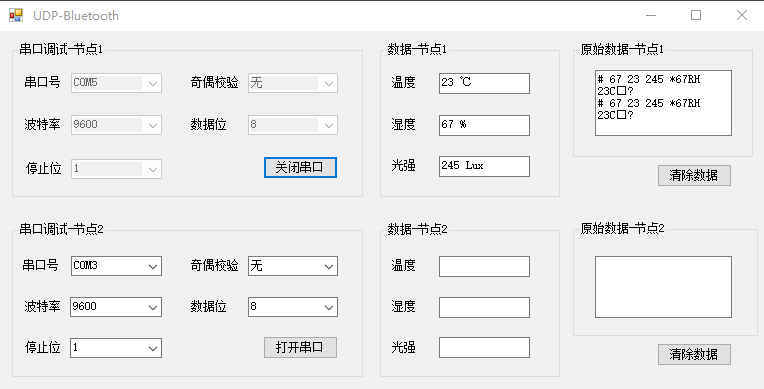 UDP-Bluetooth
串口调试-节点1
串口号 COM5 奇偶校验 无
波特率 9600 数据位 8
停止位 1 关闭串口
数据-节点1
温度 23 ℃
湿度 67 %
光强 245 Lux
原始数据-节点1
# 67 23 245 *67RH
23C□?
# 67 23 245 *67RH
23C□?
清除数据
串口调试-节点2
串口号 COM3 奇偶校验 无
波特率 9600 数据位 8
停止位 1 打开串口
数据-节点2
温度
湿度
光强
原始数据-节点2
清除数据